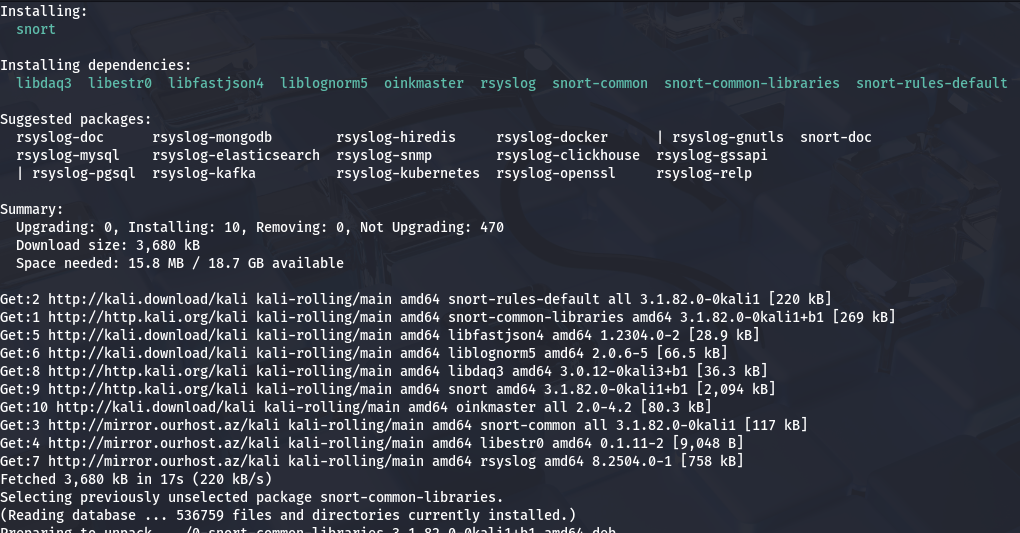 Installing:
snort
Installing dependencies:
libdaq3 libestr0 libfastjson4 liblognorm5 oinkmaster rsyslog snort-common snort-common-libraries snort-rules-default
Suggested packages:
rsyslog-doc rsyslog-mongodb rsyslog-hiredis rsyslog-docker | rsyslog-gnutls snort-doc
rsyslog-mysql rsyslog-elasticsearch rsyslog-snmp rsyslog-clickhouse rsyslog-gssapi
| rsyslog-pgsql rsyslog-kafka rsyslog-kubernetes rsyslog-openssl rsyslog-relp
Summary:
Upgrading: 0, Installing: 10, Removing: 0, Not Upgrading: 470
Download size: 3,680 kB
Space needed: 15.8 MB / 18.7 GB available
Get:2 http://kali.download/kali kali-rolling/main amd64 snort-rules-default all 3.1.82.0-0kali1 [220 kB]
Get:1 http://http.kali.org/kali kali-rolling/main amd64 snort-common-libraries amd64 3.1.82.0-0kali1+b1 [269 kB]
Get:5 http://kali.download/kali kali-rolling/main amd64 libfastjson4 amd64 1.2304.0-2 [28.9 kB]
Get:6 http://kali.download/kali kali-rolling/main amd64 liblognorm5 amd64 2.0.6-5 [66.5 kB]
Get:8 http://http.kali.org/kali kali-rolling/main amd64 libdaq3 amd64 3.0.12-0kali3+b1 [36.3 kB]
Get:9 http://http.kali.org/kali kali-rolling/main amd64 snort amd64 3.1.82.0-0kali1+b1 [2,094 kB]
Get:10 http://kali.download/kali kali-rolling/main amd64 oinkmaster all 2.0-4.2 [80.3 kB]
Get:3 http://mirror.ourhost.az/kali kali-rolling/main amd64 snort-common all 3.1.82.0-0kali1 [117 kB]
Get:4 http://mirror.ourhost.az/kali kali-rolling/main amd64 libestr0 amd64 0.1.11-2 [9,048 B]
Get:7 http://mirror.ourhost.az/kali kali-rolling/main amd64 rsyslog amd64 8.2504.0-1 [758 kB]
Fetched 3,680 kB in 17s (220 kB/s)
Selecting previously unselected package snort-common-libraries.
(Reading database ... 536759 files and directories currently installed.)
Preparing to unpack .../0-snort-common-libraries_3.1.82.0-0kali1+b1_amd64.deb